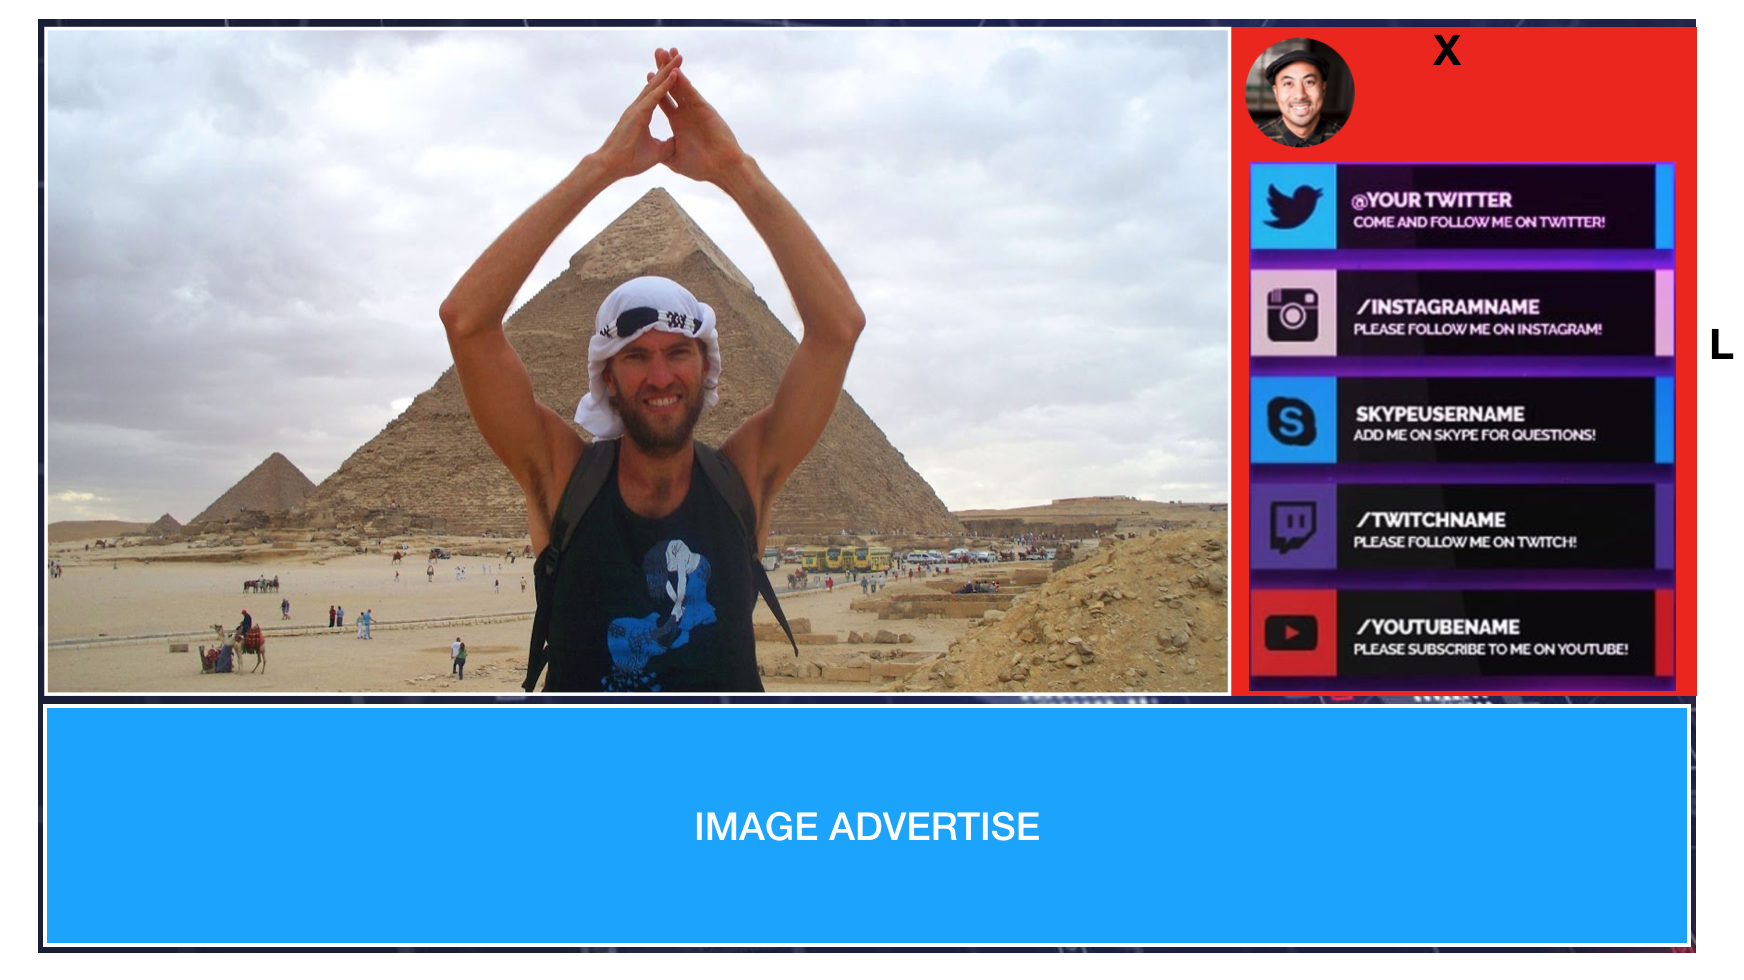 X
@YOUR TWITTER
COME AND FOLLOW ME ON TWITTER!
/INSTAGRAMNAME
PLEASE FOLLOW ME ON INSTAGRAM!
L
SKYPEUSERNAME
ADD ME ON SKYPE FOR QUESTIONS!
/TWITCHNAME
PLEASE FOLLOW ME ON TWITCH!
/YOUTUBENAME
PLEASE SUBSCRIBE TO ME ON YOUTUBE!
IMAGE ADVERTISE